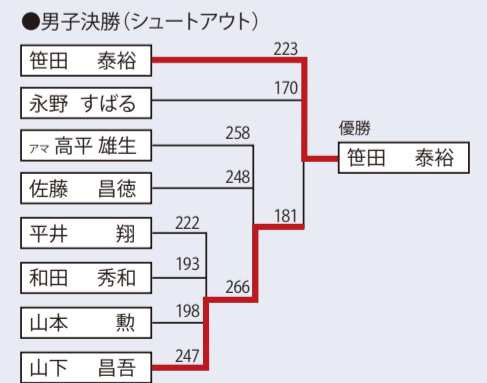 ●男子決勝（シュートアウト）
笹田 泰裕
223
永野 すばる
170
優勝
笹田 泰裕
アマ 高平 雄生
258
佐藤 昌徳
248
181
平井 翔
222
和田 秀和
193
266
山本 勲
198
山下 昌吾
247